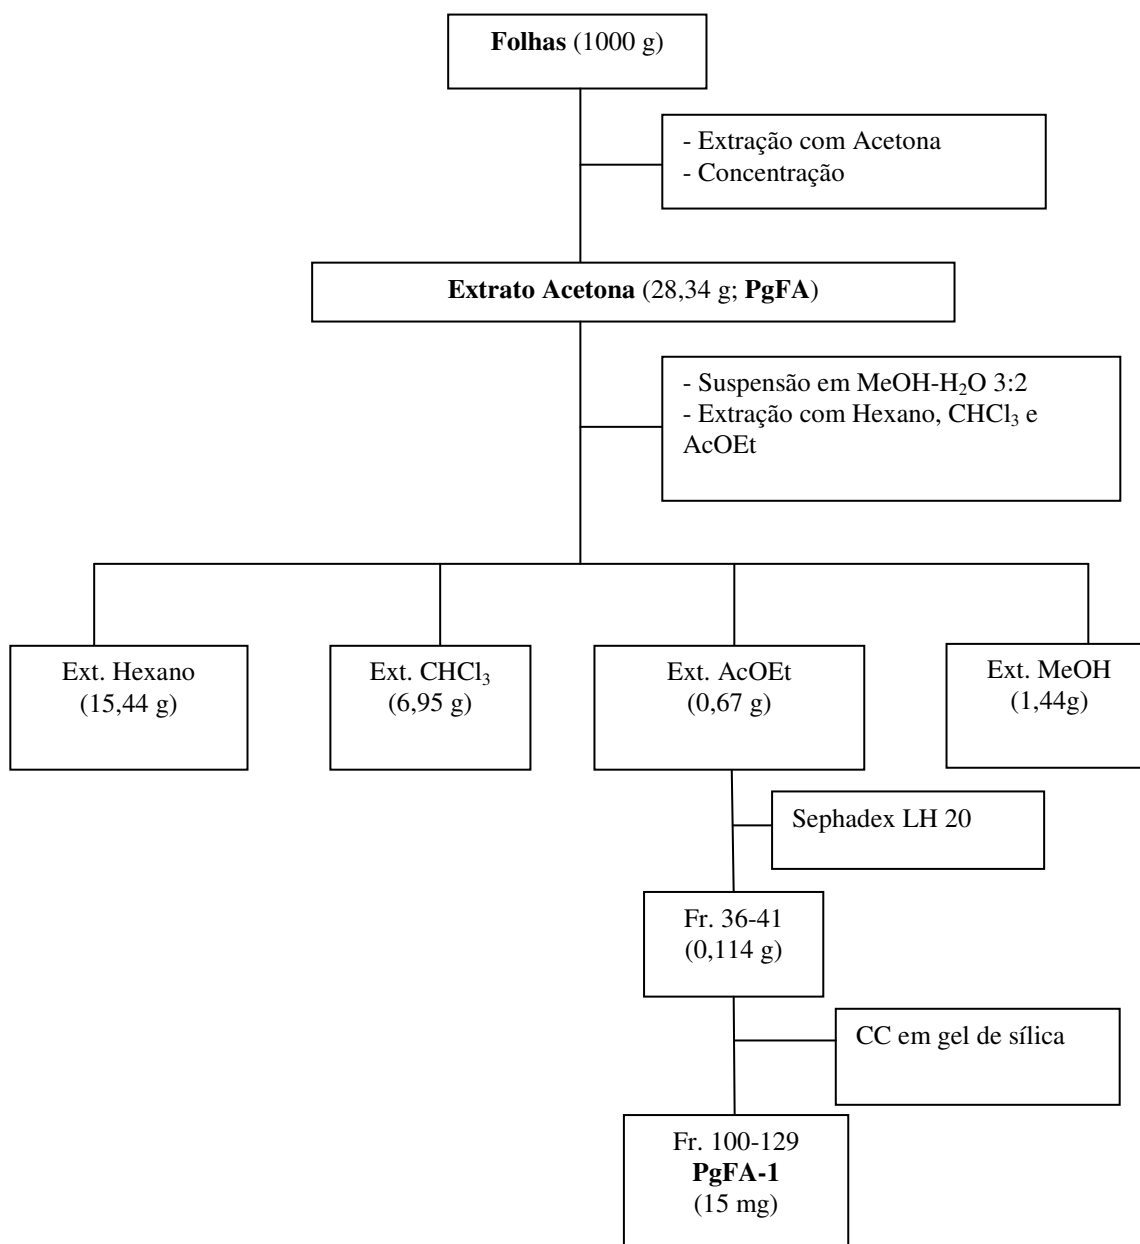 Folhas (1000 g)
- Extração com Acetona
- Concentração
Extrato Acetona (28,34 g; PgFA)
- Suspensão em MeOH-H₂O 3:2
- Extração com Hexano, CHCl₃ e
AcOEt
Ext. Hexano
(15,44 g)
Ext. CHCl₃
(6,95 g)
Ext. AcOEt
(0,67 g)
Ext. MeOH
(1,44g)
Sephadex LH 20
Fr. 36-41
(0,114 g)
CC em gel de sílica
Fr. 100-129
PgFA-1
(15 mg)